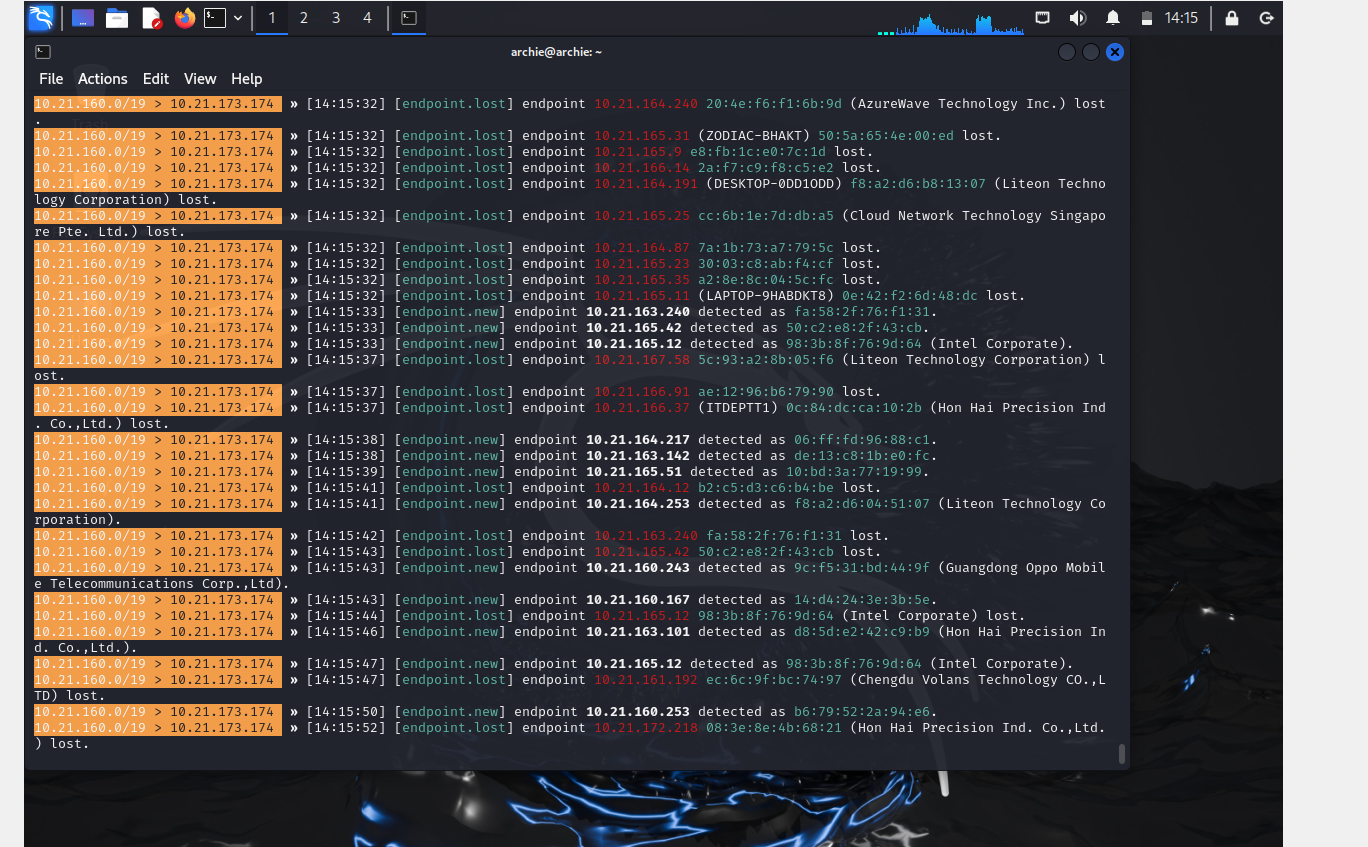 1 2 3 4 14:15
archie@archie: ~
File Actions Edit View Help
10.21.160.0/19 > 10.21.173.174 » [14:15:32] [endpoint.lost] endpoint 10.21.164.240 20:4e:f6:f1:6b:9d (AzureWave Technology Inc.) lost
.
10.21.160.0/19 > 10.21.173.174 » [14:15:32] [endpoint.lost] endpoint 10.21.165.31 (ZODIAC-BHAKT) 50:5a:65:4e:00:ed lost.
10.21.160.0/19 > 10.21.173.174 » [14:15:32] [endpoint.lost] endpoint 10.21.165.9 e8:fb:1c:e0:7c:1d lost.
10.21.160.0/19 > 10.21.173.174 » [14:15:32] [endpoint.lost] endpoint 10.21.166.14 2a:f7:c9:f8:c5:e2 lost.
10.21.160.0/19 > 10.21.173.174 » [14:15:32] [endpoint.lost] endpoint 10.21.164.191 (DESKTOP-0DD1ODD) f8:a2:d6:b8:13:07 (Liteon Techno
logy Corporation) lost.
10.21.160.0/19 > 10.21.173.174 » [14:15:32] [endpoint.lost] endpoint 10.21.165.25 cc:6b:1e:7d:db:a5 (Cloud Network Technology Singapo
re Pte. Ltd.) lost.
10.21.160.0/19 > 10.21.173.174 » [14:15:32] [endpoint.lost] endpoint 10.21.164.87 7a:1b:73:a7:79:5c lost.
10.21.160.0/19 > 10.21.173.174 » [14:15:32] [endpoint.lost] endpoint 10.21.165.23 30:03:c8:ab:f4:cf lost.
10.21.160.0/19 > 10.21.173.174 » [14:15:32] [endpoint.lost] endpoint 10.21.165.35 a2:8e:8c:04:5c:fc lost.
10.21.160.0/19 > 10.21.173.174 » [14:15:32] [endpoint.lost] endpoint 10.21.165.11 (LAPTOP-9HABDKT8) 0e:42:f2:6d:48:dc lost.
10.21.160.0/19 > 10.21.173.174 » [14:15:33] [endpoint.new] endpoint 10.21.163.240 detected as fa:58:2f:76:f1:31.
10.21.160.0/19 > 10.21.173.174 » [14:15:33] [endpoint.new] endpoint 10.21.165.42 detected as 50:c2:e8:2f:43:cb.
10.21.160.0/19 > 10.21.173.174 » [14:15:33] [endpoint.new] endpoint 10.21.165.12 detected as 98:3b:8f:76:9d:64 (Intel Corporate).
10.21.160.0/19 > 10.21.173.174 » [14:15:37] [endpoint.lost] endpoint 10.21.167.58 5c:93:a2:8b:05:f6 (Liteon Technology Corporation) l
ost.
10.21.160.0/19 > 10.21.173.174 » [14:15:37] [endpoint.lost] endpoint 10.21.166.91 ae:12:96:b6:79:90 lost.
10.21.160.0/19 > 10.21.173.174 » [14:15:37] [endpoint.lost] endpoint 10.21.166.37 (ITDEPTT1) 0c:84:dc:ca:10:2b (Hon Hai Precision Ind
. Co.,Ltd.) lost.
10.21.160.0/19 > 10.21.173.174 » [14:15:38] [endpoint.new] endpoint 10.21.164.217 detected as 06:ff:fd:96:88:c1.
10.21.160.0/19 > 10.21.173.174 » [14:15:38] [endpoint.new] endpoint 10.21.163.142 detected as de:13:c8:1b:e0:fc.
10.21.160.0/19 > 10.21.173.174 » [14:15:39] [endpoint.new] endpoint 10.21.165.51 detected as 10:bd:3a:77:19:99.
10.21.160.0/19 > 10.21.173.174 » [14:15:41] [endpoint.lost] endpoint 10.21.164.12 b2:c5:d3:c6:b4:be lost.
10.21.160.0/19 > 10.21.173.174 » [14:15:41] [endpoint.new] endpoint 10.21.164.253 detected as f8:a2:d6:04:51:07 (Liteon Technology Co
rporation).
10.21.160.0/19 > 10.21.173.174 » [14:15:42] [endpoint.lost] endpoint 10.21.163.240 fa:58:2f:76:f1:31 lost.
10.21.160.0/19 > 10.21.173.174 » [14:15:43] [endpoint.lost] endpoint 10.21.165.42 50:c2:e8:2f:43:cb lost.
10.21.160.0/19 > 10.21.173.174 » [14:15:43] [endpoint.new] endpoint 10.21.160.243 detected as 9c:f5:31:bd:44:9f (Guangdong Oppo Mobil
e Telecommunications Corp.,Ltd).
10.21.160.0/19 > 10.21.173.174 » [14:15:43] [endpoint.new] endpoint 10.21.160.167 detected as 14:d4:24:3e:3b:5e.
10.21.160.0/19 > 10.21.173.174 » [14:15:44] [endpoint.lost] endpoint 10.21.165.12 98:3b:8f:76:9d:64 (Intel Corporate) lost.
10.21.160.0/19 > 10.21.173.174 » [14:15:46] [endpoint.new] endpoint 10.21.163.101 detected as d8:5d:e2:42:c9:b9 (Hon Hai Precision In
d. Co.,Ltd.).
10.21.160.0/19 > 10.21.173.174 » [14:15:47] [endpoint.new] endpoint 10.21.165.12 detected as 98:3b:8f:76:9d:64 (Intel Corporate).
10.21.160.0/19 > 10.21.173.174 » [14:15:47] [endpoint.lost] endpoint 10.21.161.192 ec:6c:9f:bc:74:97 (Chengdu Volans Technology CO.,L
TD) lost.
10.21.160.0/19 > 10.21.173.174 » [14:15:50] [endpoint.new] endpoint 10.21.160.253 detected as b6:79:52:2a:94:e6.
10.21.160.0/19 > 10.21.173.174 » [14:15:52] [endpoint.lost] endpoint 10.21.172.218 08:3e:8e:4b:68:21 (Hon Hai Precision Ind. Co.,Ltd.
) lost.